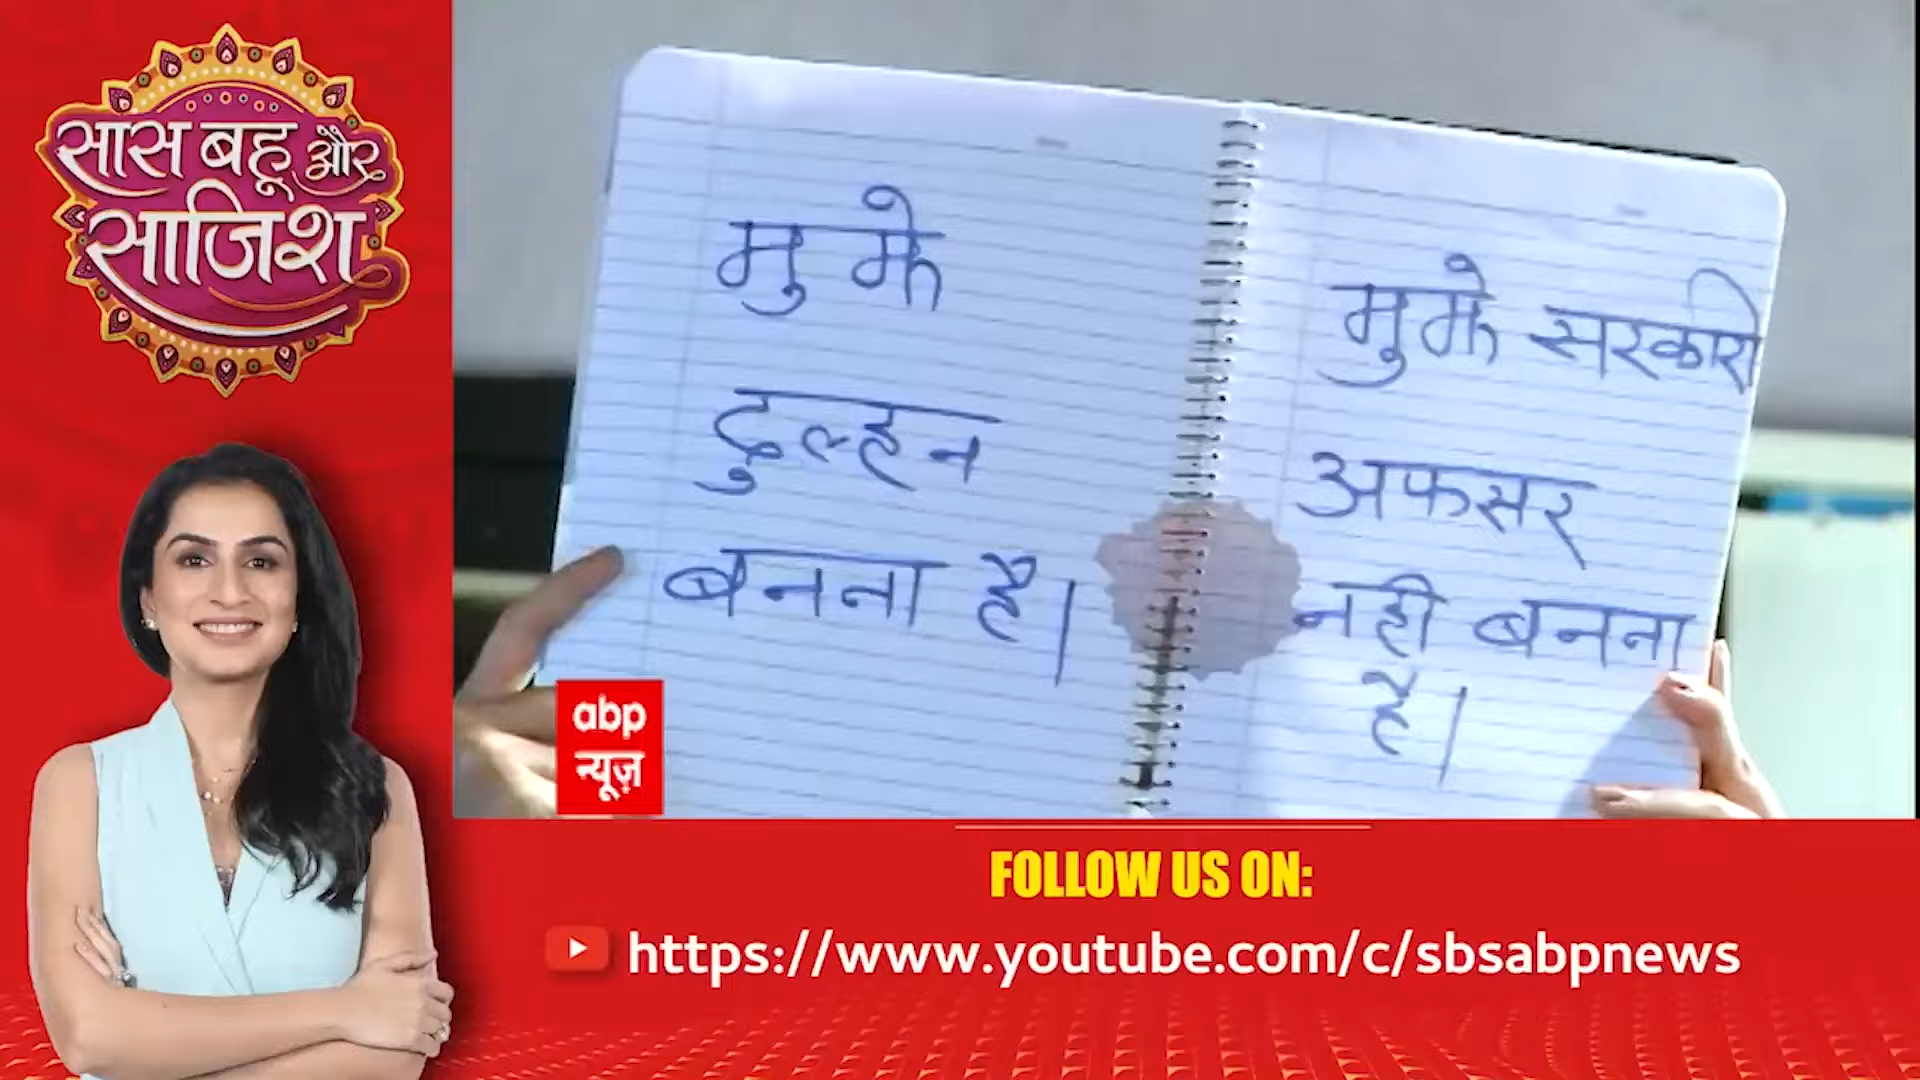 सास बहू और
साजिश
मुझे
दुल्हन
बनना है।
मुझे सरकारी
अफसर
नही बनना
है।
abp
न्यूज़
FOLLOW US ON:
https://www.youtube.com/c/sbsabpnews